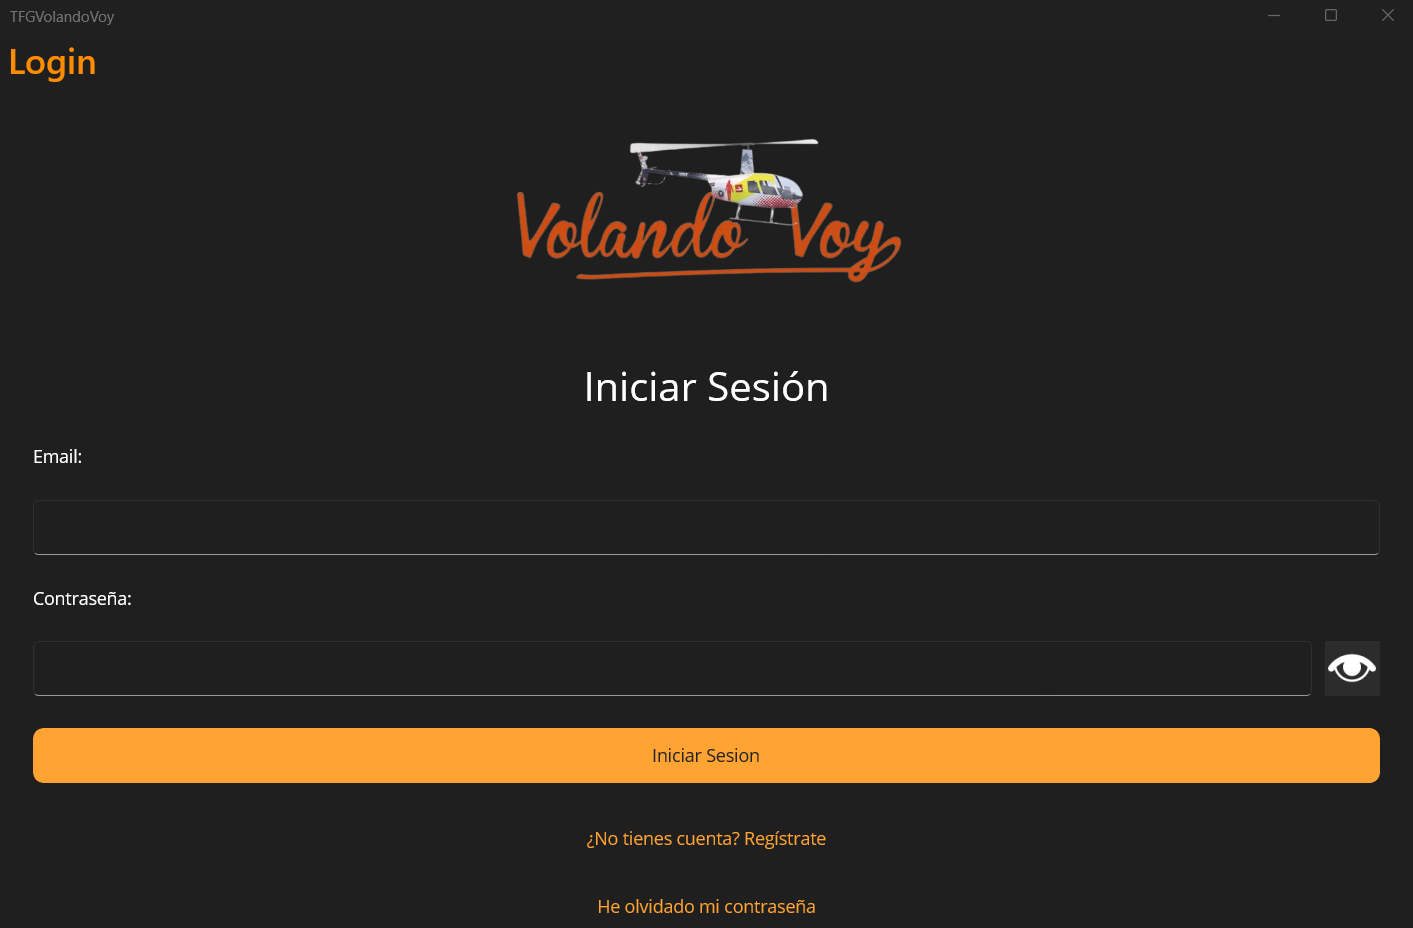 TFGVolandoVoy
Login
Volando Voy
Iniciar Sesión
Email:
Contraseña:
Iniciar Sesion
¿No tienes cuenta? Regístrate
He olvidado mi contraseña